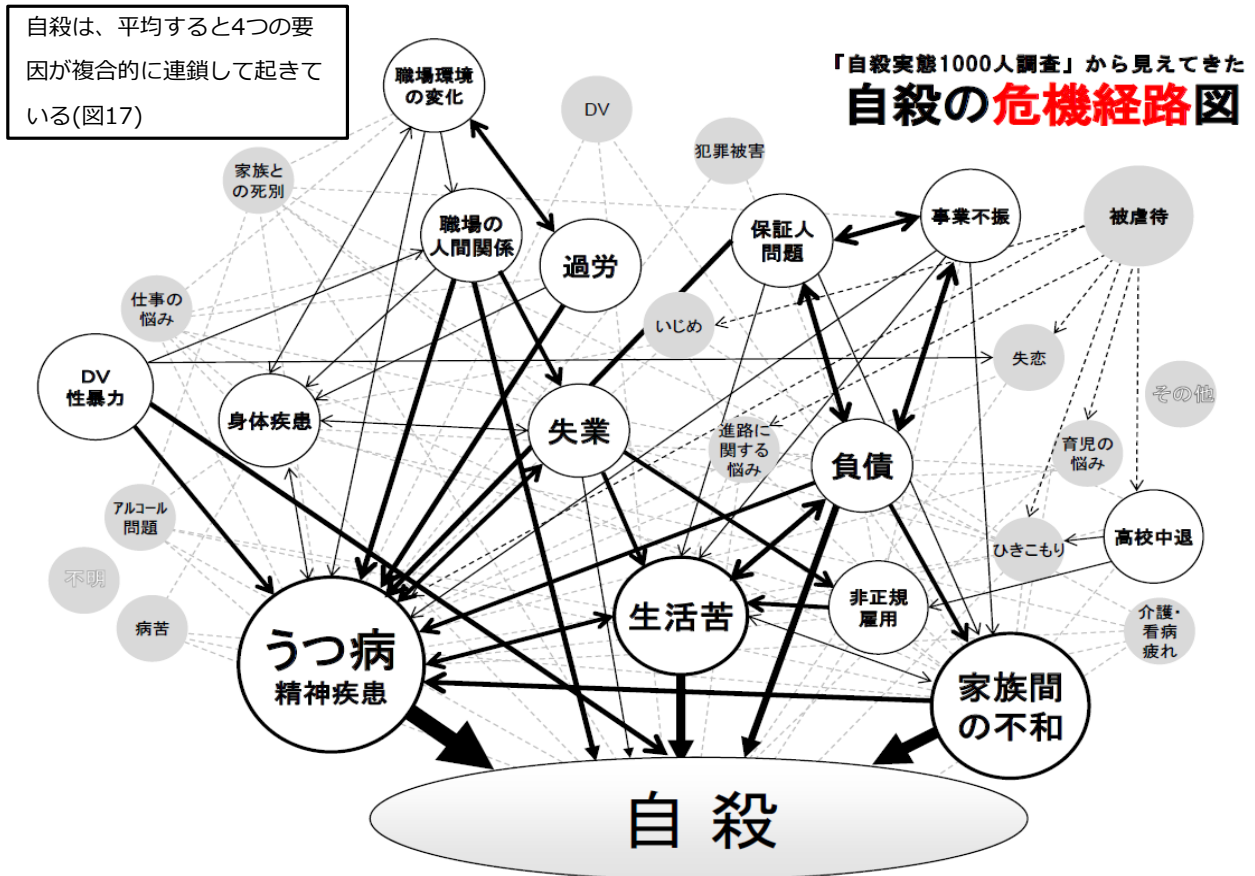 自殺は、平均すると4つの要
因が複合的に連鎖して起きて
いる(図17)
「自殺実態1000人調査」から見えてきた
自殺の危機経路図
職場環境
の変化
DV
犯罪被害
家族と
の死別
職場の
人間関係
過労
保証人
問題
事業不振
被虐待
仕事の
悩み
いじめ
失恋
DV
性暴力
その他
身体疾患
失業
進路に
関する
悩み
負債
育児の
悩み
アルコール
問題
ひきこもり
高校中退
不明
病苦
うつ病
精神疾患
生活苦
非正規
雇用
介護・
看病
疲れ
家族間
の不和
自殺